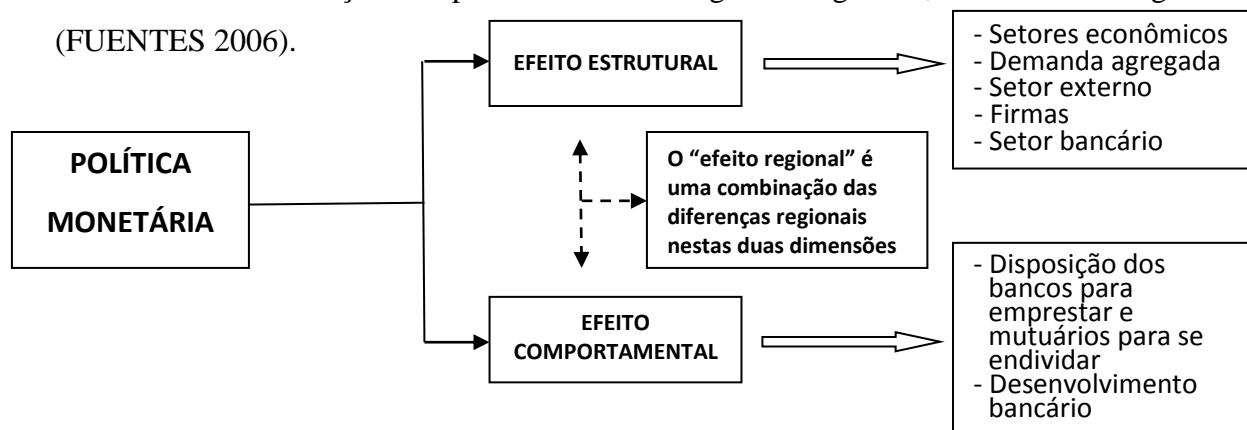 (FUENTES 2006).
POLÍTICA
MONETÁRIA
EFEITO ESTRUTURAL
- Setores econômicos
- Demanda agregada
- Setor externo
- Firmas
- Setor bancário
O “efeito regional” é
uma combinação das
diferenças regionais
nestas duas dimensões
EFEITO
COMPORTAMENTAL
- Disposição dos
bancos para
emprestar e
mutuários para se
endividar
- Desenvolvimento
bancário